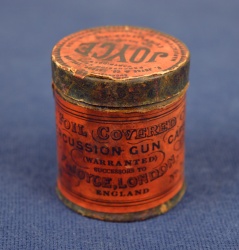 JOYCE
FOIL COVERED
CUSSION GUN CA
(WARRANTED)
SUCCESSORS TO
JOYCE, LONDON
ENGLAND